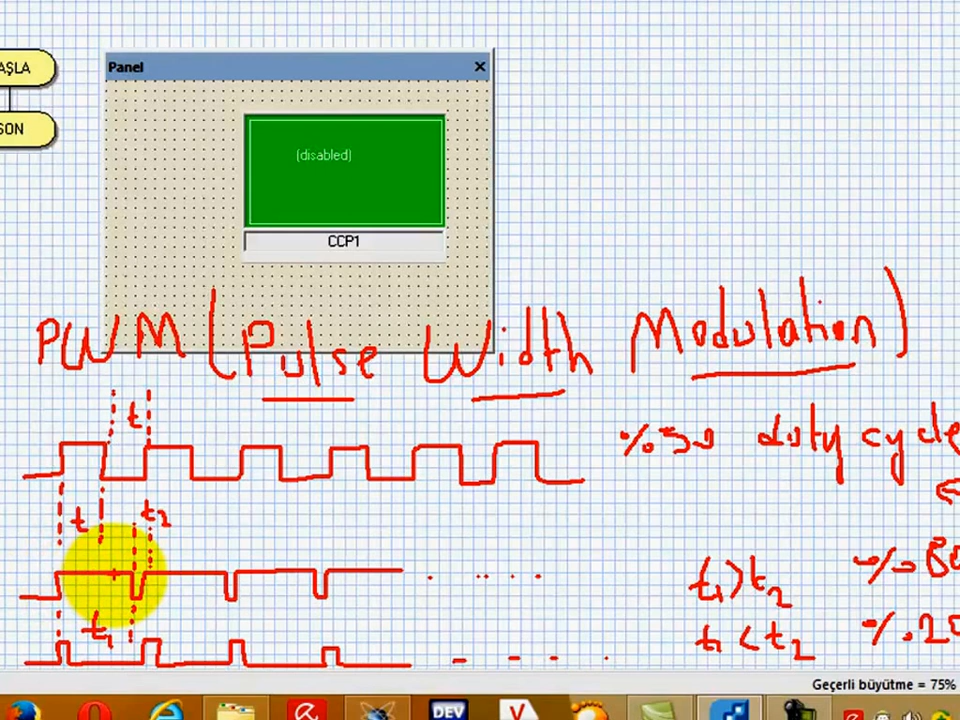 AŞLA
SON
Panel
(disabled)
CCP1
PWM (Pulse Width Modulation)
t
%50 duty cycle
t
t2
t1>t2 %80
t1
t1<t2 %20
Geçerli büyütme = 75%
DEV
V